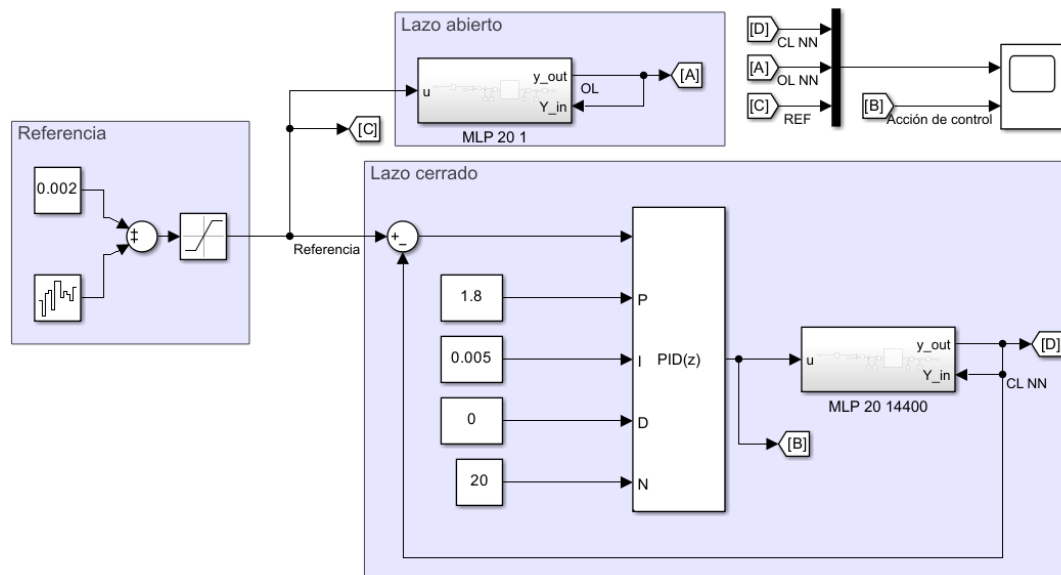 Lazo abierto
u
y_out
Y_in
OL
[A]
MLP 20 1
[D]
CL NN
[A]
OL NN
[C]
REF
[B]
Acción de control
Referencia
0.002
+
+
[C]
Referencia
Lazo cerrado
+
-
1.8
P
0.005
I
0
D
20
N
PID(z)
[B]
u
y_out
Y_in
MLP 20 14400
[D]
CL NN